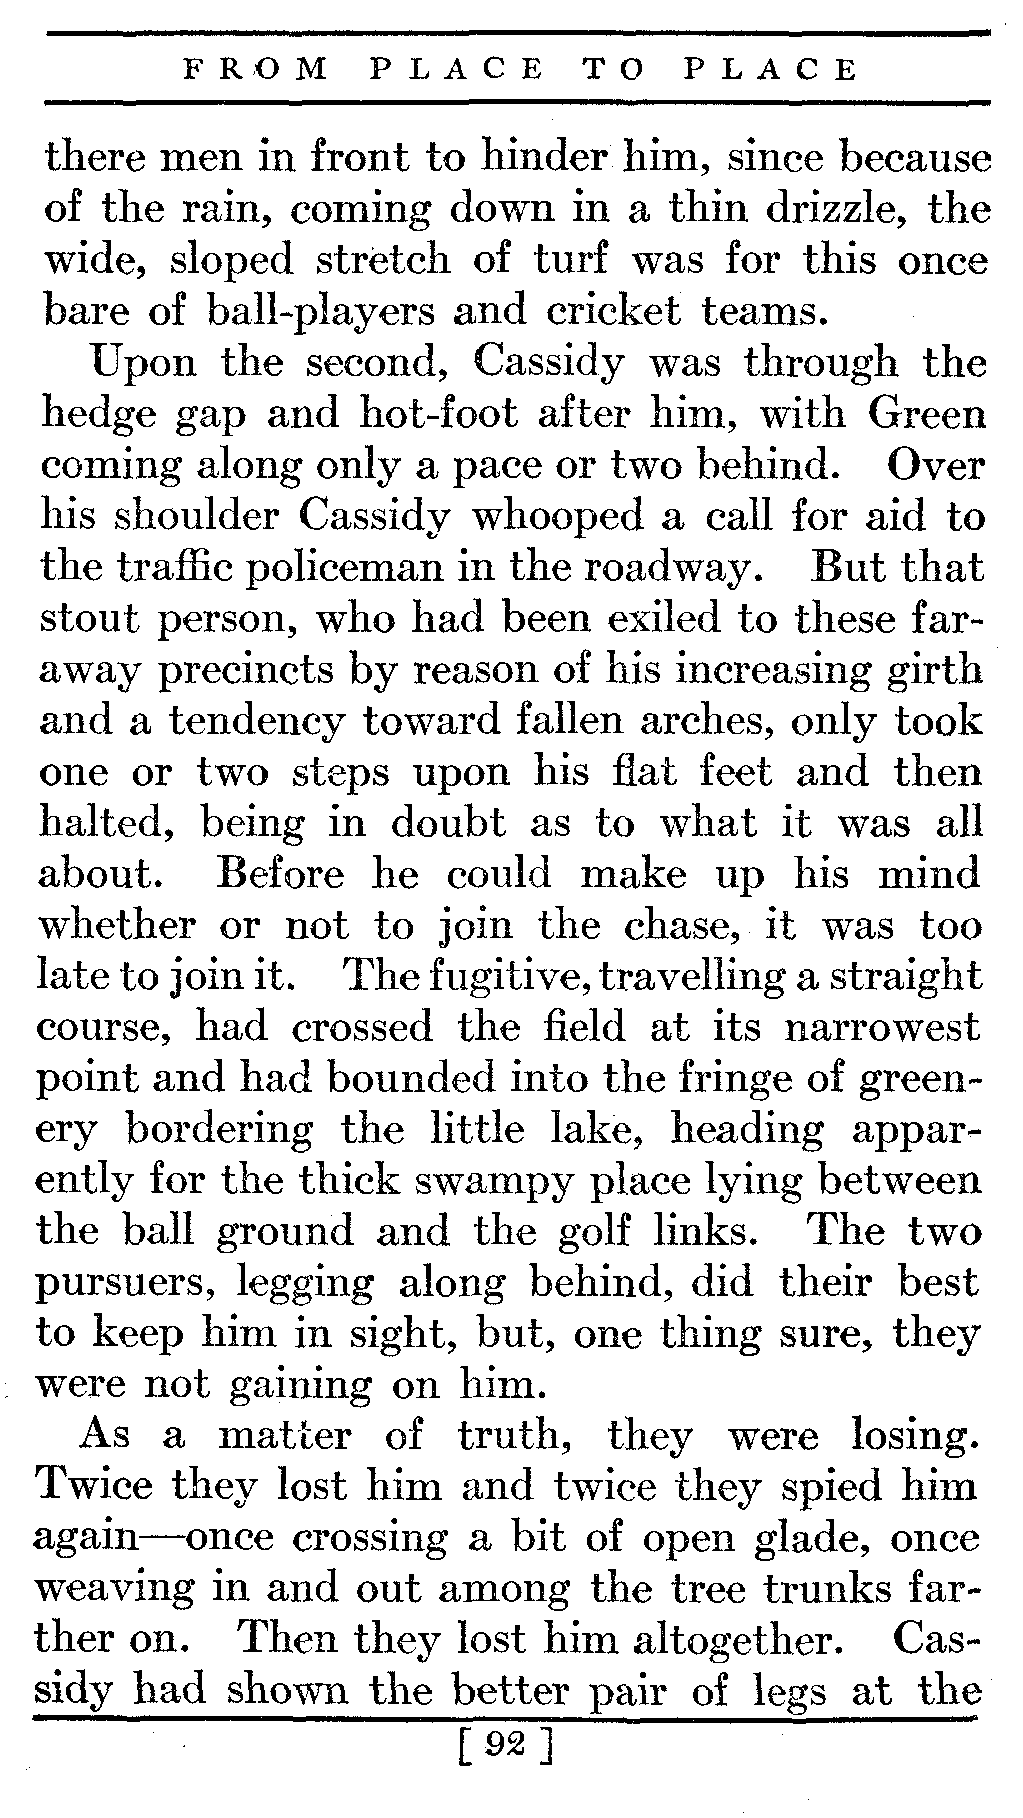 FROM PLACE TO PLACE
there men in front to hinder him, since because
of the rain, coming down in a thin drizzle, the
wide, sloped stretch of turf was for this once
bare of ball-players and cricket teams.
Upon the second, Cassidy was through the
hedge gap and hot-foot after him, with Green
coming along only a pace or two behind. Over
his shoulder Cassidy whooped a call for aid to
the traffic policeman in the roadway. But that
stout person, who had been exiled to these far-
away precincts by reason of his increasing girth
and a tendency toward fallen arches, only took
one or two steps upon his flat feet and then
halted, being in doubt as to what it was all
about. Before he could make up his mind
whether or not to join the chase, it was too
late to join it. The fugitive, travelling a straight
course, had crossed the field at its narrowest
point and had bounded into the fringe of green-
ery bordering the little lake, heading appar-
ently for the thick swampy place lying between
the ball ground and the golf links. The two
pursuers, legging along behind, did their best
to keep him in sight, but, one thing sure, they
were not gaining on him.
As a matter of truth, they were losing.
Twice they lost him and twice they spied him
again—once crossing a bit of open glade, once
weaving in and out among the tree trunks far-
ther on. Then they lost him altogether. Cas-
sidy had shown the better pair of legs at the
[ 92 ]